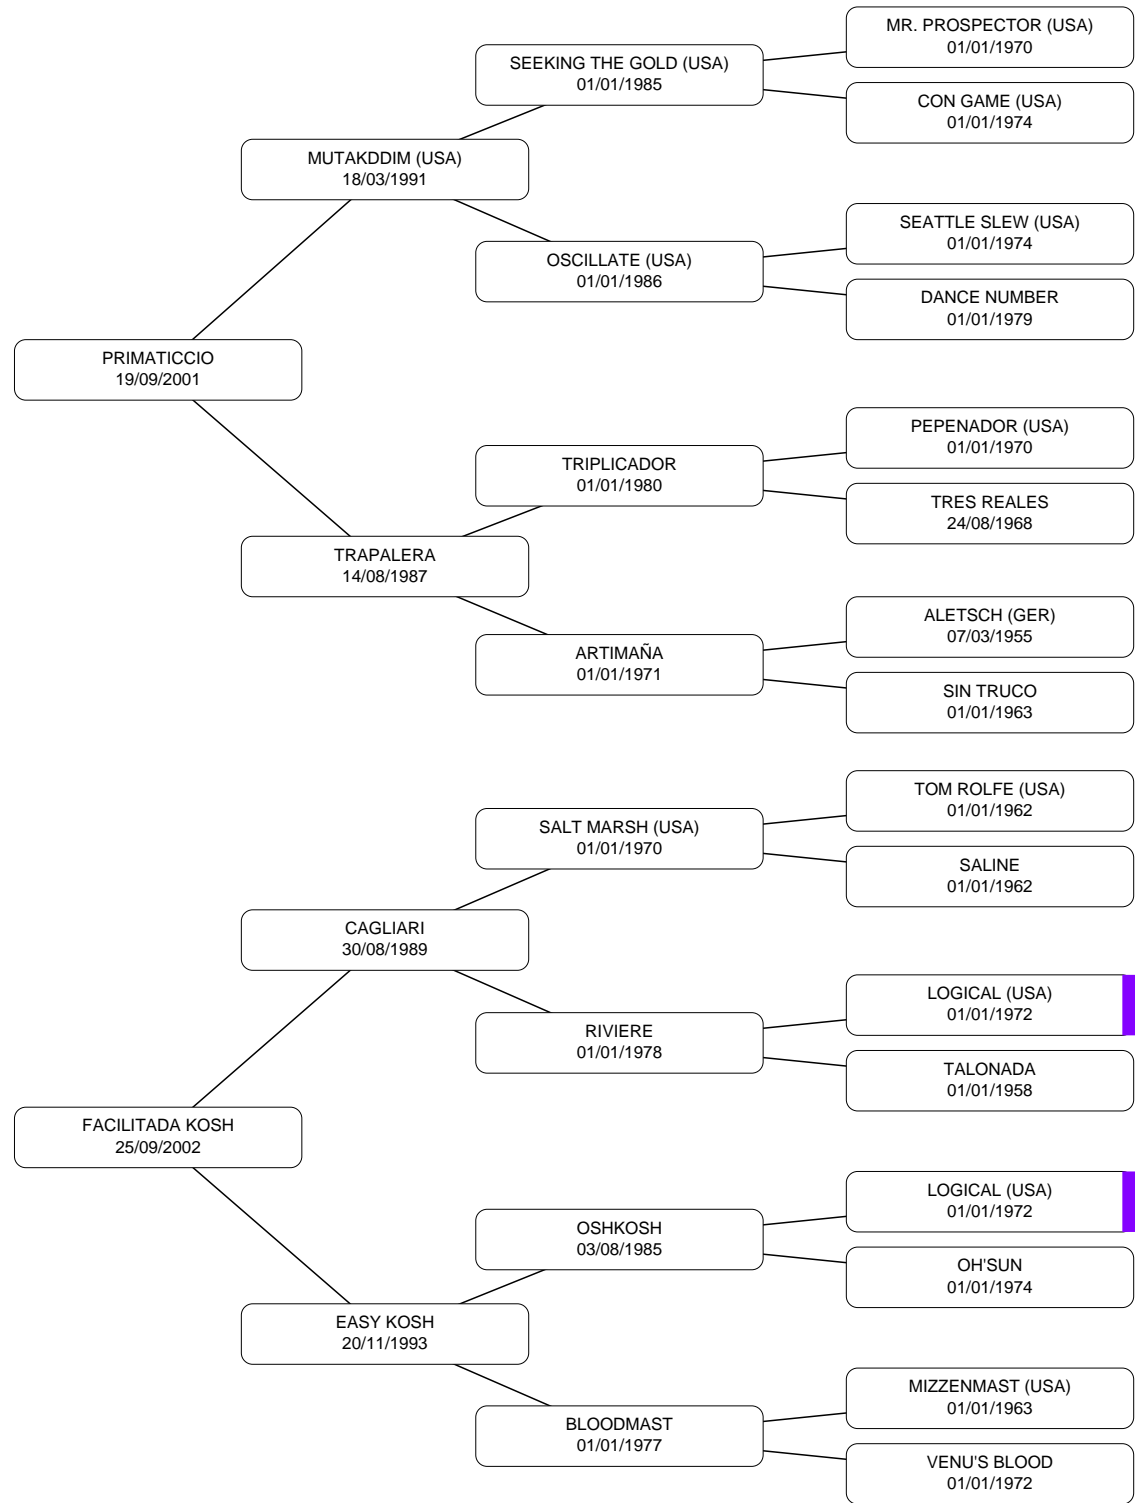 MR. PROSPECTOR (USA)
01/01/1970
SEEKING THE GOLD (USA)
01/01/1985
CON GAME (USA)
01/01/1974
MUTAKDDIM (USA)
18/03/1991
SEATTLE SLEW (USA)
01/01/1974
OSCILLATE (USA)
01/01/1986
DANCE NUMBER
01/01/1979
PRIMATICCIO
19/09/2001
PEPENADOR (USA)
01/01/1970
TRIPLICADOR
01/01/1980
TRES REALES
24/08/1968
TRAPALERA
14/08/1987
ALETSCH (GER)
07/03/1955
ARTIMAÑA
01/01/1971
SIN TRUCO
01/01/1963
TOM ROLFE (USA)
01/01/1962
SALT MARSH (USA)
01/01/1970
SALINE
01/01/1962
CAGLIARI
30/08/1989
LOGICAL (USA)
01/01/1972
RIVIERE
01/01/1978
TALONADA
01/01/1958
FACILITADA KOSH
25/09/2002
LOGICAL (USA)
01/01/1972
OSHKOSH
03/08/1985
OH'SUN
01/01/1974
EASY KOSH
20/11/1993
MIZZENMAST (USA)
01/01/1963
BLOODMAST
01/01/1977
VENU'S BLOOD
01/01/1972